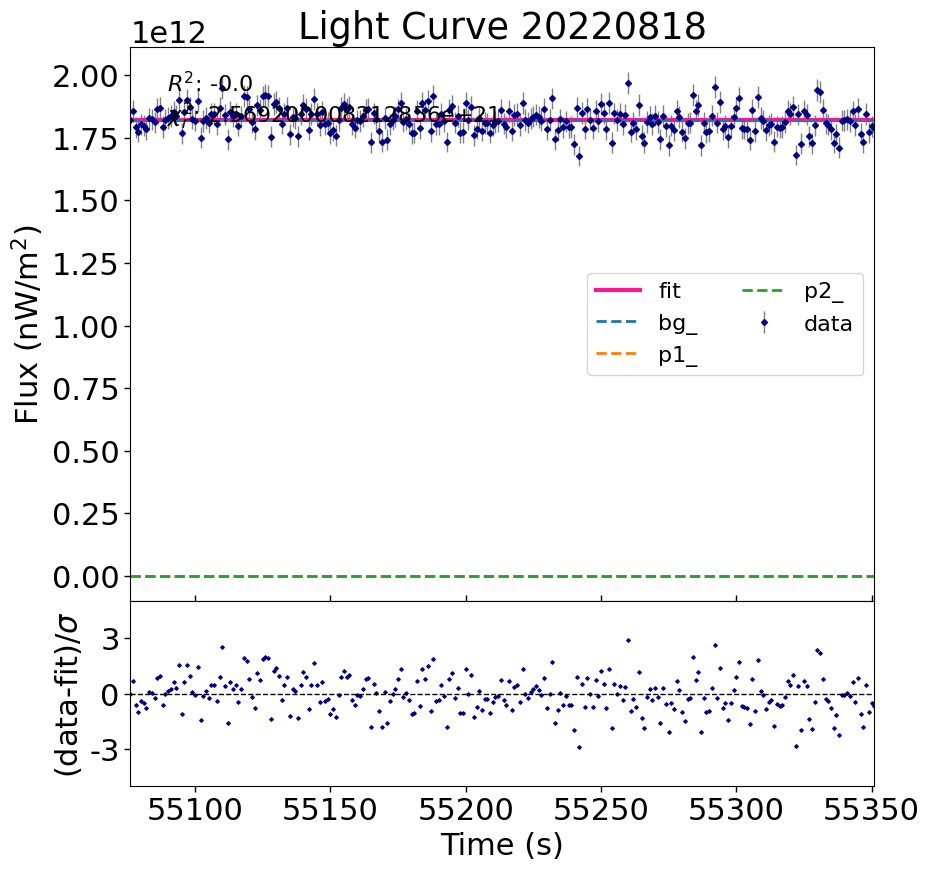 Light Curve 20220818
1e12
R²: -0.0
2.00
1.75
1.50
1.25
1.00
0.75
0.50
0.25
0.00
Flux (nW/m²)
fit
bg_
p1_
p2_
data
3
0
-3
(data-fit)/σ
55100 55150 55200 55250 55300 55350
Time (s)